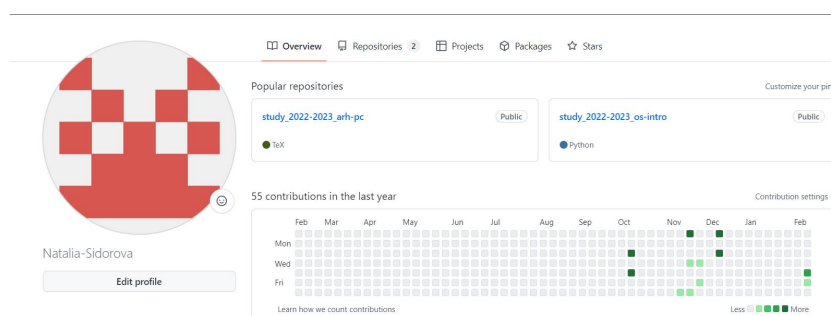 Overview Repositories 2 Projects Packages Stars
Popular repositories
Customize your pin
study_2022-2023_arh-pc Public
TeX
study_2022-2023_os-intro Public
Python
55 contributions in the last year
Contribution settings
Feb Mar Apr May Jun Jul Aug Sep Oct Nov Dec Jan Feb
Mon
Wed
Fri
Learn how we count contributions
Less More
Natalia-Sidorova
Edit profile